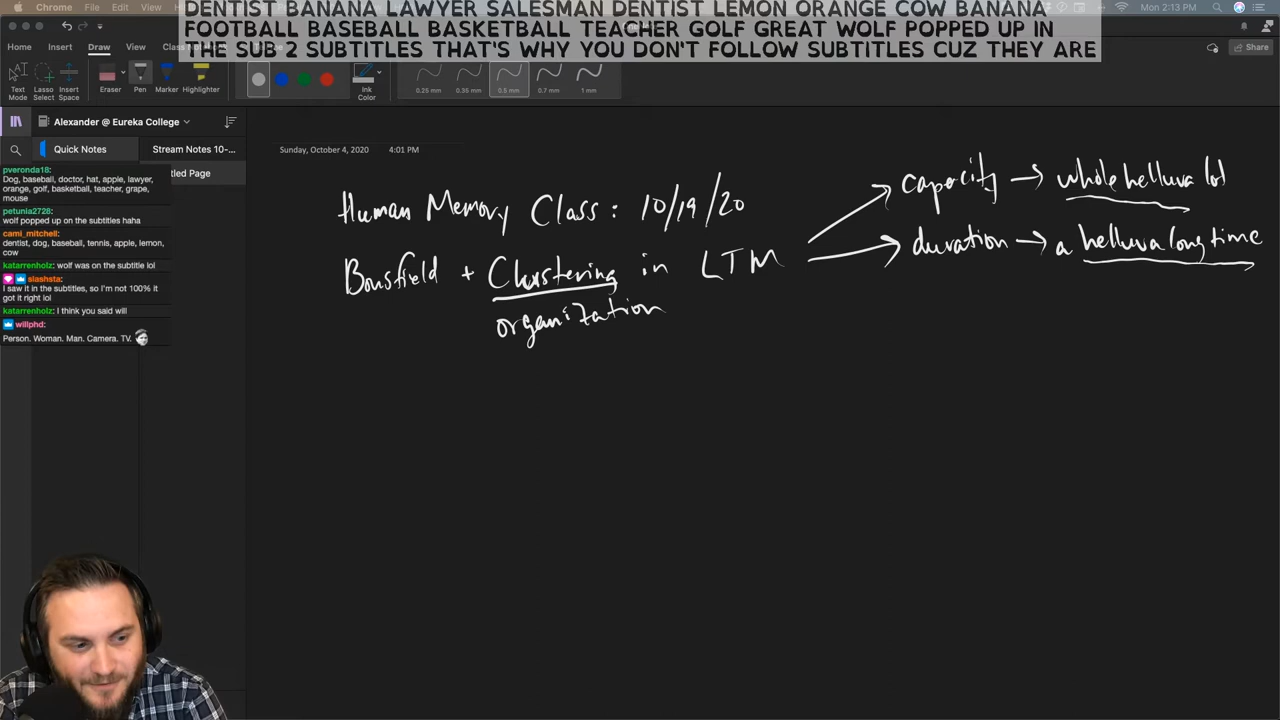 DENTIST BANANA LAWYER SALESMAN DENTIST LEMON ORANGE COW BANANA
FOOTBALL BASEBALL BASKETBALL TEACHER GOLF GREAT WOLF POPPED UP IN
THE SUB 2 SUBTITLES THAT'S WHY YOU DON'T FOLLOW SUBTITLES CUZ THEY ARE
Chrome File Edit View
Mon 2:13 PM
Home Insert Draw Class No
Share
Text Mode
Lasso Select
Insert Space
Eraser
Pen
Marker
Highlighter
Ink Color
0.25 mm
0.35 mm
0.5 mm
0.7 mm
1 mm
Alexander @ Eureka College
Quick Notes
Stream Notes 10-...
tled Page
pveronda18:
Dog, baseball, doctor, hat, apple, lawyer,
orange, golf, basketball, teacher, grape,
mouse
petunia2728:
wolf popped up on the subtities haha
cami_mitchell:
dentist, dog, baseball, tennis, apple, lemon,
cow
katarrenholz: wolf was on the subtitle lol
slashsta:
I saw it in the subtitles, so I'm not 100% it
got it right lol
katarrenholz: I think you said will
willphd:
Person. Woman. Man. Camera. TV.
Sunday, October 4, 2020 4:01 PM
Human Memory Class: 10/19/20
Bousfield + Clustering in LTM
organization
capacity → whole helluva lot
duration → a helluva long time